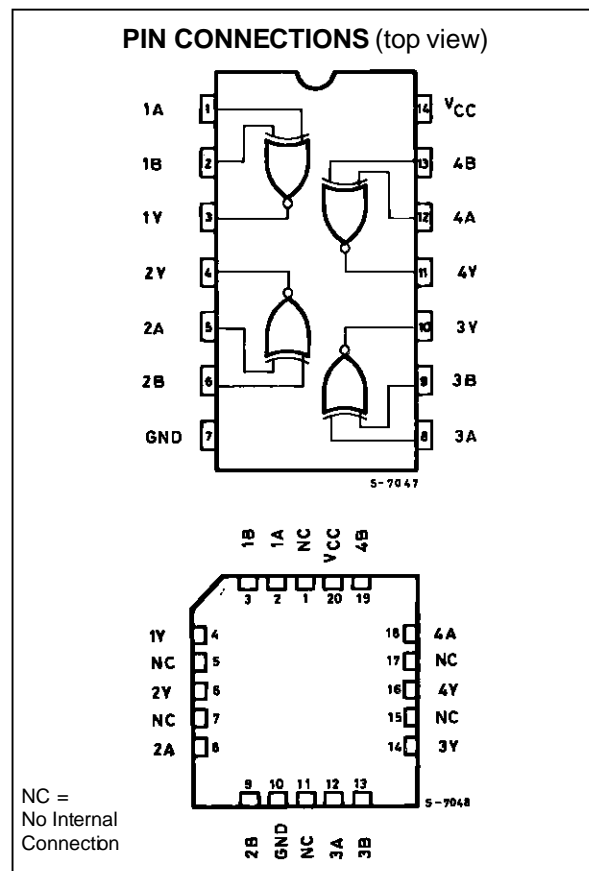 PIN CONNECTIONS (top view)
1A 1 14 VCC
1B 2 13 4B
1Y 3 12 4A
2Y 4 11 4Y
2A 5 10 3Y
2B 6 9 3B
GND 7 8 3A
S-7047
1B 1A NC VCC 4B
3 2 1 20 19
1Y 4 18 4A
NC 5 17 NC
2Y 6 16 4Y
NC 7 15 NC
2A 8 14 3Y
9 10 11 12 13
S-7048
2B GND NC 3A 3B
NC =
No Internal
Connection